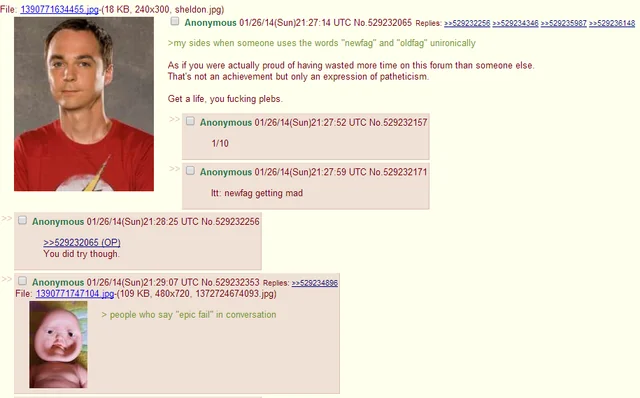 File: 1390771634455.jpg-(18 KB, 240x300, sheldon.jpg)
Anonymous 01/26/14(Sun)21:27:14 UTC No.529232065 Replies: >>529232256 >>529234346 >>529235987 >>529236148
>my sides when someone uses the words "newfag" and "oldfag" unironically
As if you were actually proud of having wasted more time on this forum than someone else.
That's not an achievement but only an expression of patheticism.
Get a life, you fucking plebs.
>> Anonymous 01/26/14(Sun)21:27:52 UTC No.529232157
1/10
>> Anonymous 01/26/14(Sun)21:27:59 UTC No.529232171
Itt: newfag getting mad
>> Anonymous 01/26/14(Sun)21:28:25 UTC No.529232256
>>529232065 (OP)
You did try though.
>> Anonymous 01/26/14(Sun)21:29:07 UTC No.529232353 Replies: >>529234896
File: 1390771747104.jpg-(109 KB, 480x720, 1372724674093.jpg)
> people who say "epic fail" in conversation